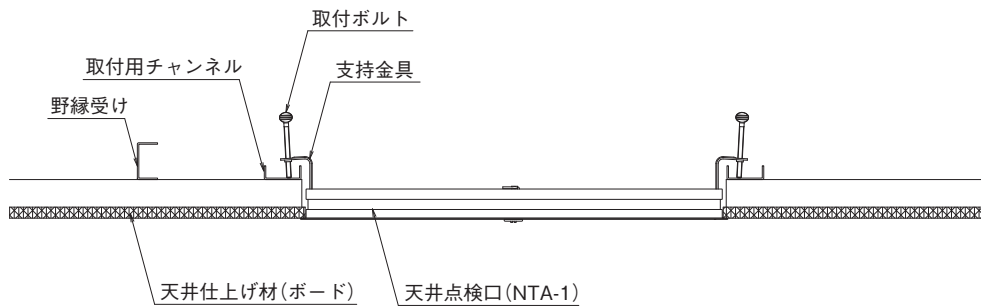 取付ボルト
取付用チャンネル
支持金具
野縁受け
天井仕上げ材(ボード)
天井点検口(NTA-1)